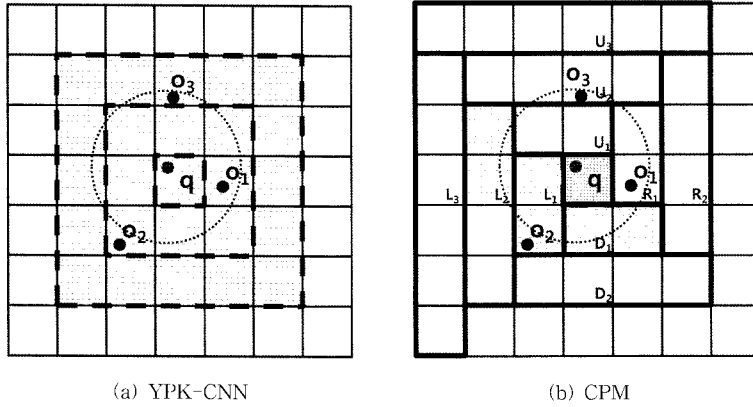 O3
q
O1
O2
(a) YPK-CNN
U3
O3
U2
U1
q
O1
L3
L2
L1
R1
R2
O2
D1
D2
(b) CPM